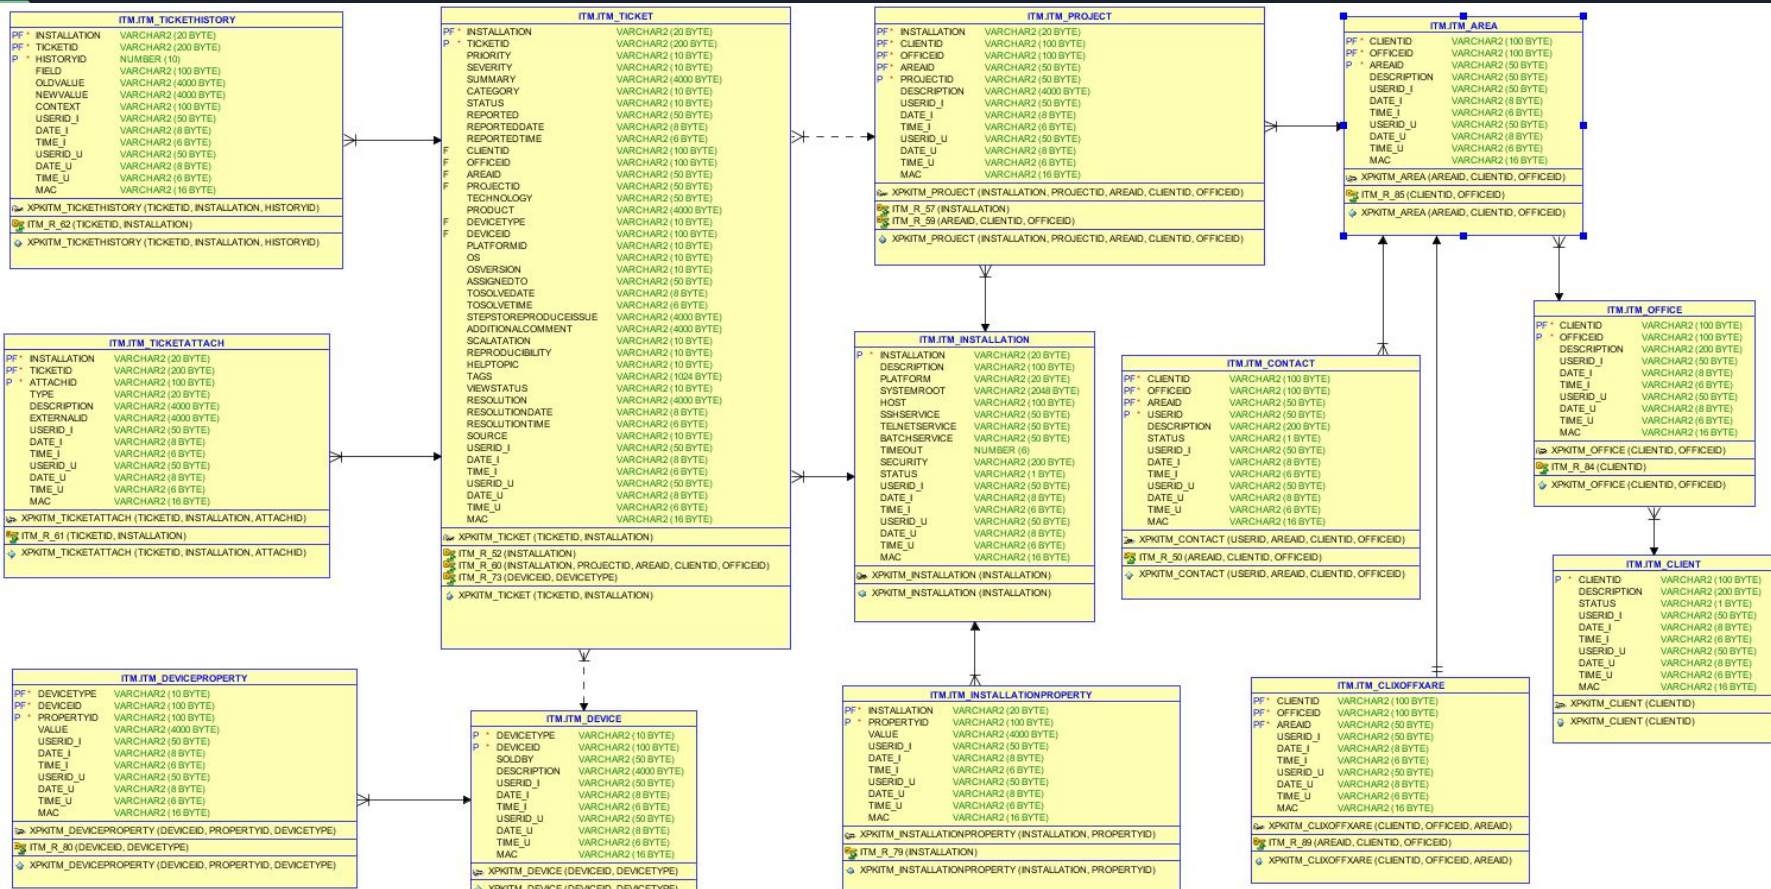 ITM.ITM_TICKETHISTORY
PF* INSTALLATION VARCHAR2 (20 BYTE)
PF* TICKETID VARCHAR2 (200 BYTE)
P * HISTORYID NUMBER (10)
FIELD VARCHAR2 (100 BYTE)
OLDVALUE VARCHAR2 (4000 BYTE)
NEWVALUE VARCHAR2 (4000 BYTE)
CONTEXT VARCHAR2 (100 BYTE)
USERID_I VARCHAR2 (50 BYTE)
DATE_I VARCHAR2 (8 BYTE)
TIME_I VARCHAR2 (6 BYTE)
USERID_U VARCHAR2 (50 BYTE)
DATE_U VARCHAR2 (8 BYTE)
TIME_U VARCHAR2 (6 BYTE)
MAC VARCHAR2 (16 BYTE)
XPKITM_TICKETHISTORY (TICKETID, INSTALLATION, HISTORYID)
ITM_R_62 (TICKETID, INSTALLATION)
XPKITM_TICKETHISTORY (TICKETID, INSTALLATION, HISTORYID)
ITM.ITM_TICKET
PF* INSTALLATION VARCHAR2 (20 BYTE)
P * TICKETID VARCHAR2 (200 BYTE)
PRIORITY VARCHAR2 (10 BYTE)
SEVERITY VARCHAR2 (10 BYTE)
SUMMARY VARCHAR2 (4000 BYTE)
CATEGORY VARCHAR2 (10 BYTE)
STATUS VARCHAR2 (10 BYTE)
REPORTED VARCHAR2 (50 BYTE)
REPORTEDDATE VARCHAR2 (8 BYTE)
REPORTEDTIME VARCHAR2 (6 BYTE)
F CLIENTID VARCHAR2 (100 BYTE)
F OFFICEID VARCHAR2 (100 BYTE)
F AREAID VARCHAR2 (50 BYTE)
F PROJECTID VARCHAR2 (50 BYTE)
TECHNOLOGY VARCHAR2 (50 BYTE)
PRODUCT VARCHAR2 (4000 BYTE)
F DEVICETYPE VARCHAR2 (10 BYTE)
F DEVICEID VARCHAR2 (100 BYTE)
PLATFORMID VARCHAR2 (10 BYTE)
OS VARCHAR2 (10 BYTE)
OSVERSION VARCHAR2 (10 BYTE)
ASSIGNEDTO VARCHAR2 (50 BYTE)
TOSOLVEDATE VARCHAR2 (8 BYTE)
TOSOLVETIME VARCHAR2 (6 BYTE)
STEPSTOREPRODUCEISSUE VARCHAR2 (4000 BYTE)
ADDITIONALCOMMENT VARCHAR2 (4000 BYTE)
SCALATATION VARCHAR2 (10 BYTE)
REPRODUCIBILITY VARCHAR2 (10 BYTE)
HELPTOPIC VARCHAR2 (10 BYTE)
TAGS VARCHAR2 (1024 BYTE)
VIEWSTATUS VARCHAR2 (10 BYTE)
RESOLUTION VARCHAR2 (4000 BYTE)
RESOLUTIONDATE VARCHAR2 (8 BYTE)
RESOLUTIONTIME VARCHAR2 (6 BYTE)
SOURCE VARCHAR2 (10 BYTE)
USERID_I VARCHAR2 (50 BYTE)
DATE_I VARCHAR2 (8 BYTE)
TIME_I VARCHAR2 (6 BYTE)
USERID_U VARCHAR2 (50 BYTE)
DATE_U VARCHAR2 (8 BYTE)
TIME_U VARCHAR2 (6 BYTE)
MAC VARCHAR2 (16 BYTE)
XPKITM_TICKET (TICKETID, INSTALLATION)
ITM_R_52 (INSTALLATION)
ITM_R_60 (INSTALLATION, PROJECTID, AREAID, CLIENTID, OFFICEID)
ITM_R_73 (DEVICEID, DEVICETYPE)
XPKITM_TICKET (TICKETID, INSTALLATION)
ITM.ITM_PROJECT
PF* INSTALLATION VARCHAR2 (20 BYTE)
PF* CLIENTID VARCHAR2 (100 BYTE)
PF* OFFICEID VARCHAR2 (100 BYTE)
PF* AREAID VARCHAR2 (50 BYTE)
P * PROJECTID VARCHAR2 (50 BYTE)
DESCRIPTION VARCHAR2 (4000 BYTE)
USERID_I VARCHAR2 (50 BYTE)
DATE_I VARCHAR2 (8 BYTE)
TIME_I VARCHAR2 (6 BYTE)
USERID_U VARCHAR2 (50 BYTE)
DATE_U VARCHAR2 (8 BYTE)
TIME_U VARCHAR2 (6 BYTE)
MAC VARCHAR2 (16 BYTE)
XPKITM_PROJECT (INSTALLATION, PROJECTID, AREAID, CLIENTID, OFFICEID)
ITM_R_57 (INSTALLATION)
ITM_R_59 (AREAID, CLIENTID, OFFICEID)
XPKITM_PROJECT (INSTALLATION, PROJECTID, AREAID, CLIENTID, OFFICEID)
ITM.ITM_AREA
PF* CLIENTID VARCHAR2 (100 BYTE)
PF* OFFICEID VARCHAR2 (100 BYTE)
P * AREAID VARCHAR2 (50 BYTE)
DESCRIPTION VARCHAR2 (50 BYTE)
USERID_I VARCHAR2 (50 BYTE)
DATE_I VARCHAR2 (8 BYTE)
TIME_I VARCHAR2 (6 BYTE)
USERID_U VARCHAR2 (50 BYTE)
DATE_U VARCHAR2 (8 BYTE)
TIME_U VARCHAR2 (6 BYTE)
MAC VARCHAR2 (16 BYTE)
XPKITM_AREA (AREAID, CLIENTID, OFFICEID)
ITM_R_85 (CLIENTID, OFFICEID)
XPKITM_AREA (AREAID, CLIENTID, OFFICEID)
ITM.ITM_TICKETATTACH
PF* INSTALLATION VARCHAR2 (20 BYTE)
PF* TICKETID VARCHAR2 (200 BYTE)
P * ATTACHID VARCHAR2 (100 BYTE)
TYPE VARCHAR2 (20 BYTE)
DESCRIPTION VARCHAR2 (4000 BYTE)
EXTERNALID VARCHAR2 (4000 BYTE)
USERID_I VARCHAR2 (50 BYTE)
DATE_I VARCHAR2 (8 BYTE)
TIME_I VARCHAR2 (6 BYTE)
USERID_U VARCHAR2 (50 BYTE)
DATE_U VARCHAR2 (8 BYTE)
TIME_U VARCHAR2 (6 BYTE)
MAC VARCHAR2 (16 BYTE)
XPKITM_TICKETATTACH (TICKETID, INSTALLATION, ATTACHID)
ITM_R_61 (TICKETID, INSTALLATION)
XPKITM_TICKETATTACH (TICKETID, INSTALLATION, ATTACHID)
ITM.ITM_INSTALLATION
P * INSTALLATION VARCHAR2 (20 BYTE)
DESCRIPTION VARCHAR2 (100 BYTE)
PLATFORM VARCHAR2 (20 BYTE)
SYSTEMROOT VARCHAR2 (2048 BYTE)
HOST VARCHAR2 (100 BYTE)
SSHSERVICE VARCHAR2 (50 BYTE)
TELNETSERVICE VARCHAR2 (50 BYTE)
BATCHSERVICE VARCHAR2 (50 BYTE)
TIMEOUT NUMBER (6)
SECURITY VARCHAR2 (200 BYTE)
STATUS VARCHAR2 (1 BYTE)
USERID_I VARCHAR2 (50 BYTE)
DATE_I VARCHAR2 (8 BYTE)
TIME_I VARCHAR2 (6 BYTE)
USERID_U VARCHAR2 (50 BYTE)
DATE_U VARCHAR2 (8 BYTE)
TIME_U VARCHAR2 (6 BYTE)
MAC VARCHAR2 (16 BYTE)
XPKITM_INSTALLATION (INSTALLATION)
XPKITM_INSTALLATION (INSTALLATION)
ITM.ITM_CONTACT
PF* CLIENTID VARCHAR2 (100 BYTE)
PF* OFFICEID VARCHAR2 (100 BYTE)
PF* AREAID VARCHAR2 (50 BYTE)
P * USERID VARCHAR2 (50 BYTE)
DESCRIPTION VARCHAR2 (200 BYTE)
STATUS VARCHAR2 (1 BYTE)
USERID_I VARCHAR2 (50 BYTE)
DATE_I VARCHAR2 (8 BYTE)
TIME_I VARCHAR2 (6 BYTE)
USERID_U VARCHAR2 (50 BYTE)
DATE_U VARCHAR2 (8 BYTE)
TIME_U VARCHAR2 (6 BYTE)
MAC VARCHAR2 (16 BYTE)
XPKITM_CONTACT (USERID, AREAID, CLIENTID, OFFICEID)
ITM_R_50 (AREAID, CLIENTID, OFFICEID)
XPKITM_CONTACT (USERID, AREAID, CLIENTID, OFFICEID)
ITM.ITM_OFFICE
PF* CLIENTID VARCHAR2 (100 BYTE)
P * OFFICEID VARCHAR2 (100 BYTE)
DESCRIPTION VARCHAR2 (200 BYTE)
USERID_I VARCHAR2 (50 BYTE)
DATE_I VARCHAR2 (8 BYTE)
TIME_I VARCHAR2 (6 BYTE)
USERID_U VARCHAR2 (50 BYTE)
DATE_U VARCHAR2 (8 BYTE)
TIME_U VARCHAR2 (6 BYTE)
MAC VARCHAR2 (16 BYTE)
XPKITM_OFFICE (CLIENTID, OFFICEID)
ITM_R_84 (CLIENTID)
XPKITM_OFFICE (CLIENTID, OFFICEID)
ITM.ITM_CLIENT
P * CLIENTID VARCHAR2 (100 BYTE)
DESCRIPTION VARCHAR2 (200 BYTE)
STATUS VARCHAR2 (1 BYTE)
USERID_I VARCHAR2 (50 BYTE)
DATE_I VARCHAR2 (8 BYTE)
TIME_I VARCHAR2 (6 BYTE)
USERID_U VARCHAR2 (50 BYTE)
DATE_U VARCHAR2 (8 BYTE)
TIME_U VARCHAR2 (6 BYTE)
MAC VARCHAR2 (16 BYTE)
XPKITM_CLIENT (CLIENTID)
XPKITM_CLIENT (CLIENTID)
ITM.ITM_DEVICEPROPERTY
PF* DEVICETYPE VARCHAR2 (10 BYTE)
PF* DEVICEID VARCHAR2 (100 BYTE)
P * PROPERTYID VARCHAR2 (100 BYTE)
VALUE VARCHAR2 (4000 BYTE)
USERID_I VARCHAR2 (50 BYTE)
DATE_I VARCHAR2 (8 BYTE)
TIME_I VARCHAR2 (6 BYTE)
USERID_U VARCHAR2 (50 BYTE)
DATE_U VARCHAR2 (8 BYTE)
TIME_U VARCHAR2 (6 BYTE)
MAC VARCHAR2 (16 BYTE)
XPKITM_DEVICEPROPERTY (DEVICEID, PROPERTYID, DEVICETYPE)
ITM_R_80 (DEVICEID, DEVICETYPE)
XPKITM_DEVICEPROPERTY (DEVICEID, PROPERTYID, DEVICETYPE)
ITM.ITM_DEVICE
P * DEVICETYPE VARCHAR2 (10 BYTE)
P * DEVICEID VARCHAR2 (100 BYTE)
SOLDBY VARCHAR2 (50 BYTE)
DESCRIPTION VARCHAR2 (4000 BYTE)
USERID_I VARCHAR2 (50 BYTE)
DATE_I VARCHAR2 (8 BYTE)
TIME_I VARCHAR2 (6 BYTE)
USERID_U VARCHAR2 (50 BYTE)
DATE_U VARCHAR2 (8 BYTE)
TIME_U VARCHAR2 (6 BYTE)
MAC VARCHAR2 (16 BYTE)
XPKITM_DEVICE (DEVICEID, DEVICETYPE)
XPKITM_DEVICE (DEVICEID, DEVICETYPE)
ITM.ITM_INSTALLATIONPROPERTY
PF* INSTALLATION VARCHAR2 (20 BYTE)
P * PROPERTYID VARCHAR2 (100 BYTE)
VALUE VARCHAR2 (4000 BYTE)
USERID_I VARCHAR2 (50 BYTE)
DATE_I VARCHAR2 (8 BYTE)
TIME_I VARCHAR2 (6 BYTE)
USERID_U VARCHAR2 (50 BYTE)
DATE_U VARCHAR2 (8 BYTE)
TIME_U VARCHAR2 (6 BYTE)
MAC VARCHAR2 (16 BYTE)
XPKITM_INSTALLATIONPROPERTY (INSTALLATION, PROPERTYID)
ITM_R_79 (INSTALLATION)
XPKITM_INSTALLATIONPROPERTY (INSTALLATION, PROPERTYID)
ITM.ITM_CLIXOFFXARE
PF* CLIENTID VARCHAR2 (100 BYTE)
PF* OFFICEID VARCHAR2 (100 BYTE)
PF* AREAID VARCHAR2 (50 BYTE)
USERID_I VARCHAR2 (50 BYTE)
DATE_I VARCHAR2 (8 BYTE)
TIME_I VARCHAR2 (6 BYTE)
USERID_U VARCHAR2 (50 BYTE)
DATE_U VARCHAR2 (8 BYTE)
TIME_U VARCHAR2 (6 BYTE)
MAC VARCHAR2 (16 BYTE)
XPKITM_CLIXOFFXARE (CLIENTID, OFFICEID, AREAID)
ITM_R_89 (AREAID, CLIENTID, OFFICEID)
XPKITM_CLIXOFFXARE (CLIENTID, OFFICEID, AREAID)